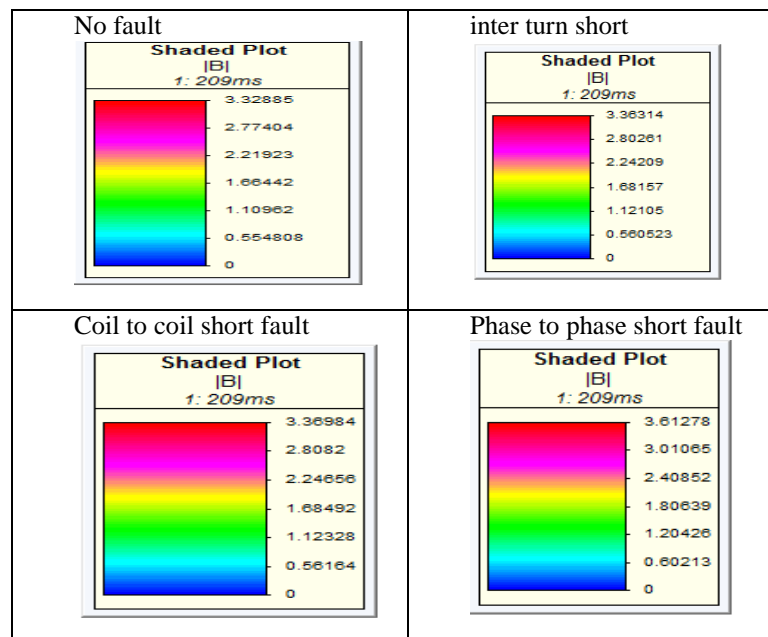 No fault
Shaded Plot
|B|
1: 209ms
3.32885
2.77404
2.21923
1.66442
1.10962
0.554808
0
inter turn short
Shaded Plot
|B|
1: 209ms
3.36314
2.80261
2.24209
1.68157
1.12105
0.560523
0
Coil to coil short fault
Shaded Plot
|B|
1: 209ms
3.36984
2.8082
2.24656
1.68492
1.12328
0.56164
0
Phase to phase short fault
Shaded Plot
|B|
1: 209ms
3.61278
3.01065
2.40852
1.80639
1.20426
0.60213
0